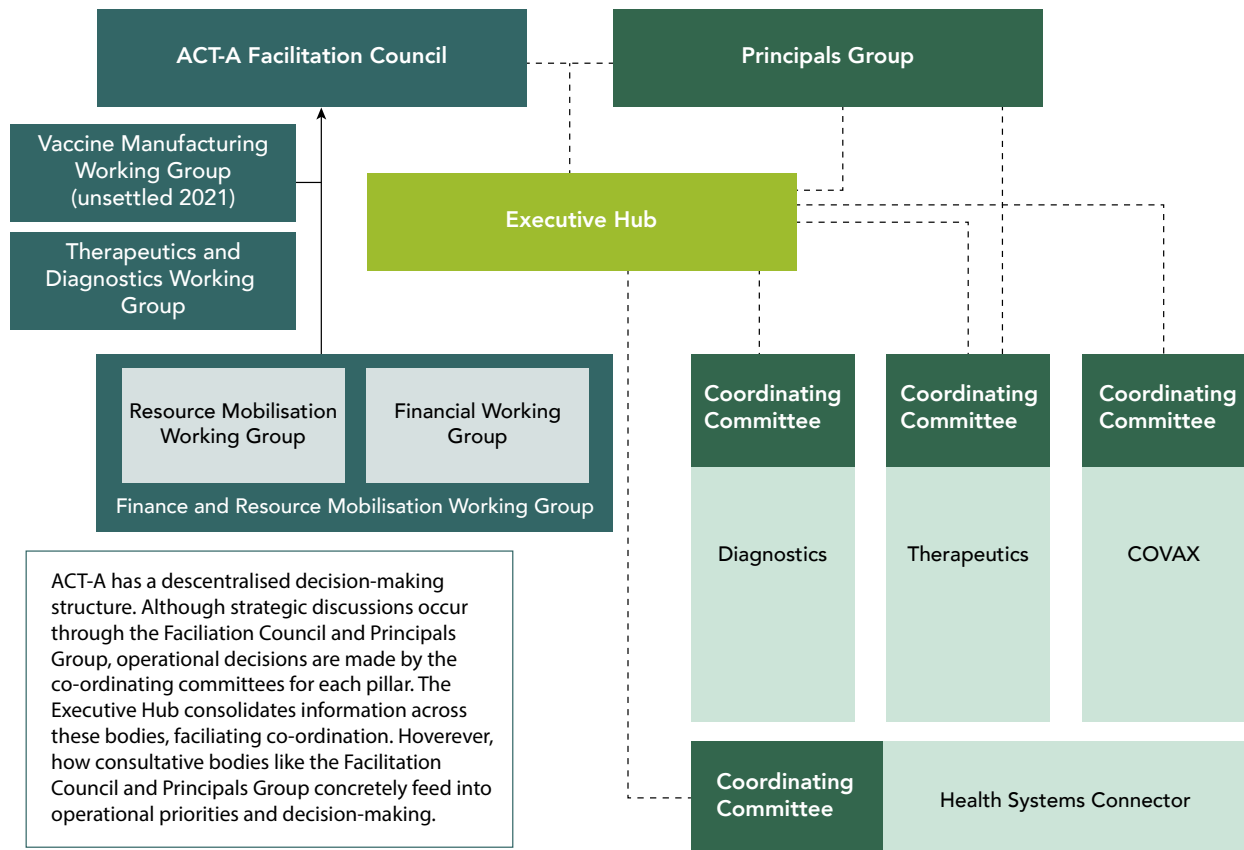 ACT-A Facilitation Council
Principals Group
Vaccine Manufacturing
Working Group
(unsettled 2021)
Executive Hub
Therapeutics and
Diagnostics Working
Group
Resource Mobilisation
Working Group
Financial Working
Group
Finance and Resource Mobilisation Working Group
Coordinating
Committee
Diagnostics
Coordinating
Committee
Therapeutics
Coordinating
Committee
COVAX
ACT-A has a descentralised decision-making
structure. Although strategic discussions occur
through the Faciliation Council and Principals
Group, operational decisions are made by the
co-ordinating committees for each pillar. The
Executive Hub consolidates information across
these bodies, faciliating co-ordination. Hoverever,
how consultative bodies like the Facilitation
Council and Principals Group concretely feed into
operational priorities and decision-making.
Coordinating
Committee
Health Systems Connector